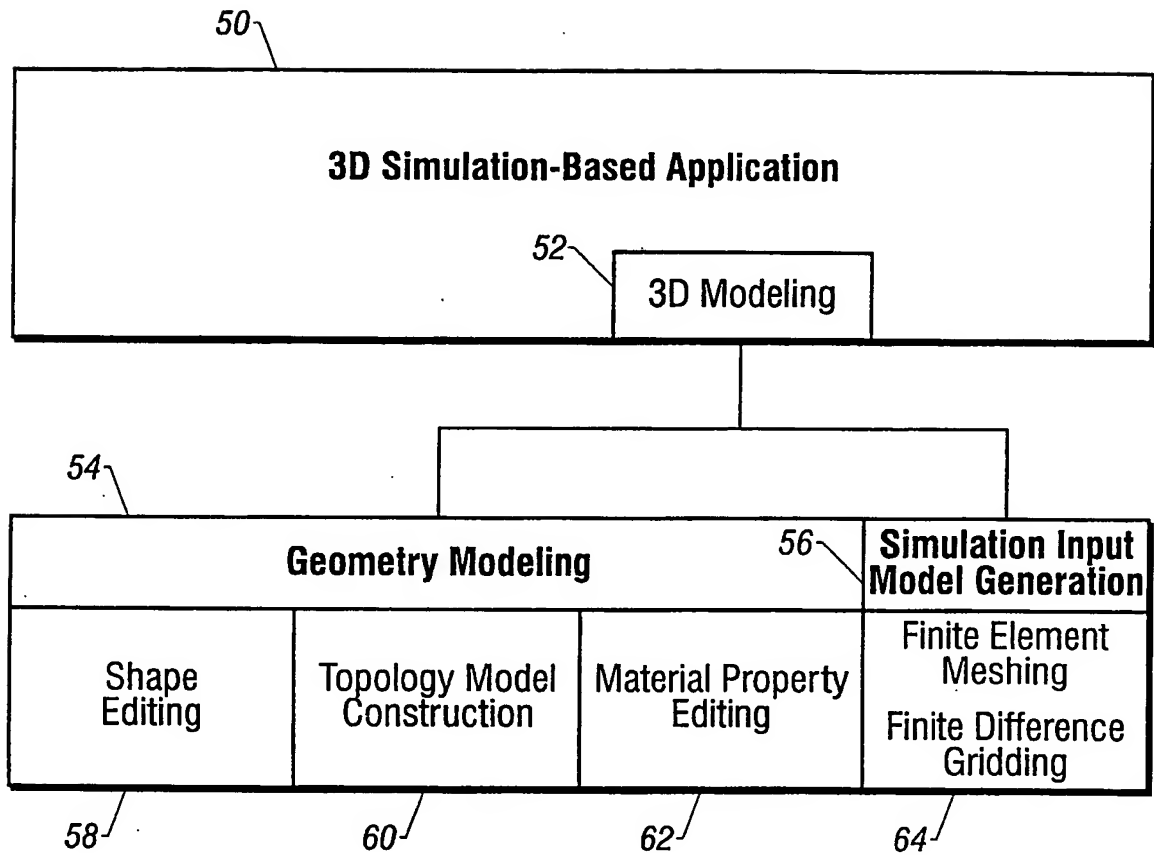 50
3D Simulation-Based Application
52
3D Modeling
54
Geometry Modeling
56
Simulation Input
Model Generation
Shape
Editing
Topology Model
Construction
Material Property
Editing
Finite Element
Meshing
Finite Difference
Gridding
58
60
62
64